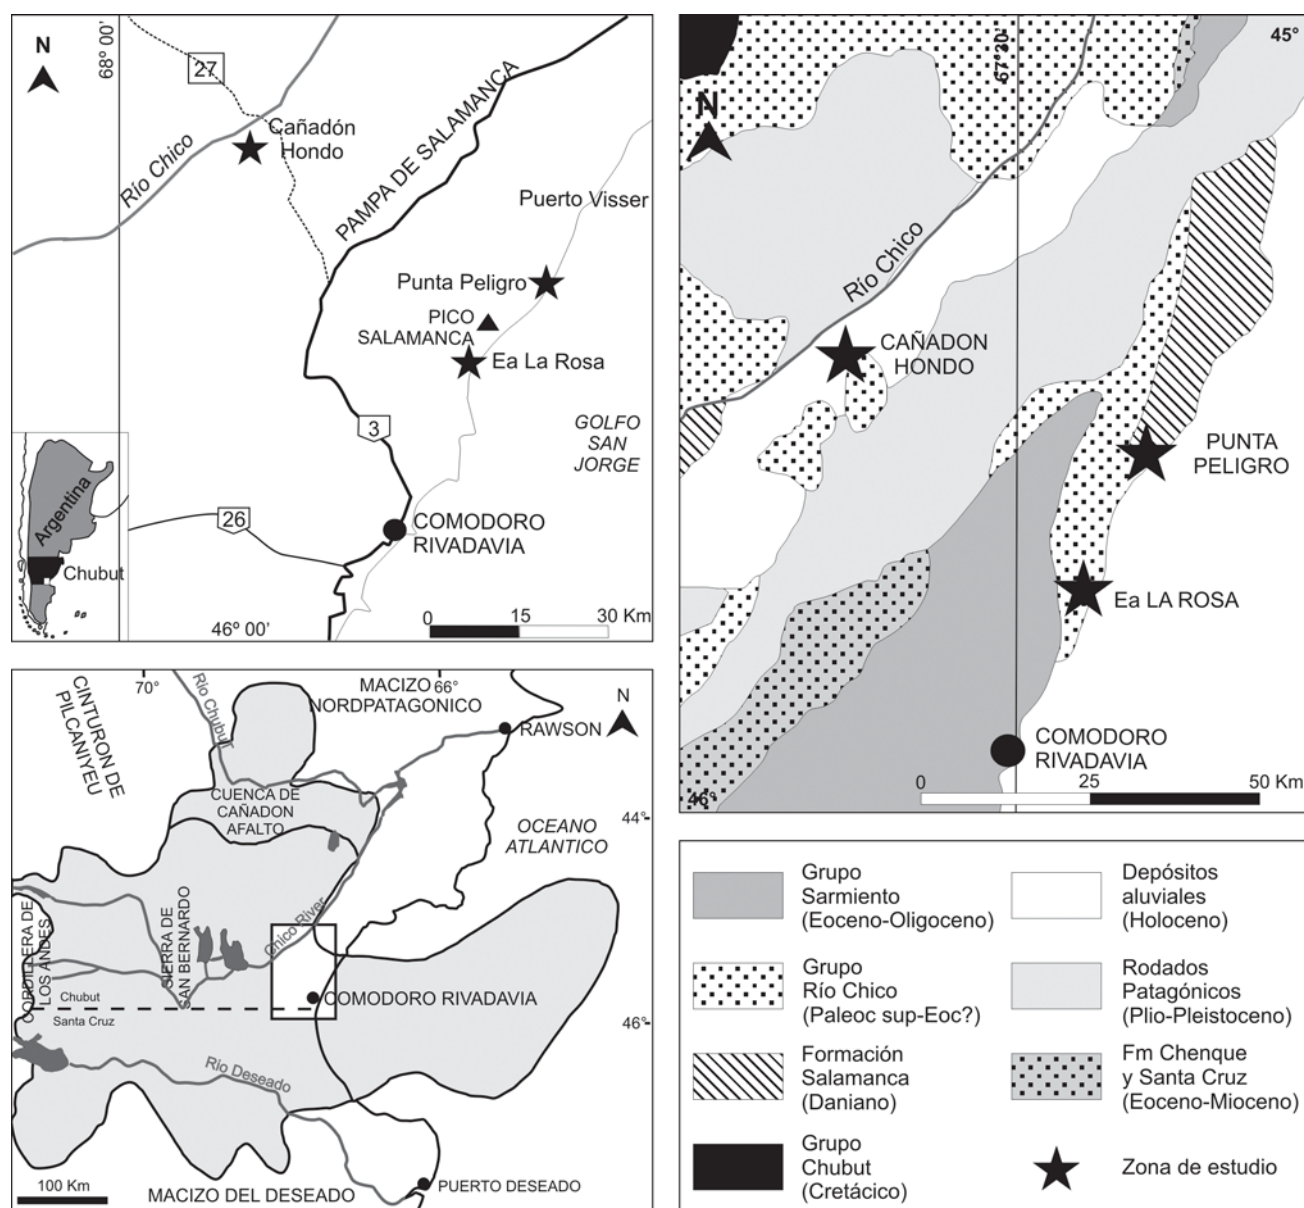 N
68º 00'
27
Cañadón
Hondo
Río Chico
PAMPA DE SALAMANCA
Puerto Visser
Punta Peligro
PICO
SALAMANCA
Ea La Rosa
3
GOLFO
SAN
JORGE
26
COMODORO
RIVADAVIA
Argentina
Chubut
46º 00'
0 15 30 Km
N
67º 30'
45°
Río Chico
CAÑADON
HONDO
PUNTA
PELIGRO
Ea LA ROSA
COMODORO
RIVADAVIA
46°
0 25 50 Km
70°
66°
N
CINTURON DE
PILCANIYEU
Río Chubut
MACIZO
NORDPATAGONICO
RAWSON
CUENCA DE
CAÑADON
AFALTO
44°
OCEANO
ATLANTICO
CORDILLERA DE
LOS ANDES
SIERRA DE
SAN BERNARDO
Chico River
Chubut
Santa Cruz
COMODORO RIVADAVIA
46°
Rio Deseado
100 Km
MACIZO DEL DESEADO
PUERTO DESEADO
Grupo
Sarmiento
(Eoceno-Oligoceno)
Grupo
Río Chico
(Paleoc sup-Eoc?)
Formación
Salamanca
(Daniano)
Grupo
Chubut
(Cretácico)
Depósitos
aluviales
(Holoceno)
Rodados
Patagónicos
(Plio-Pleistoceno)
Fm Chenque
y Santa Cruz
(Eoceno-Mioceno)
Zona de estudio